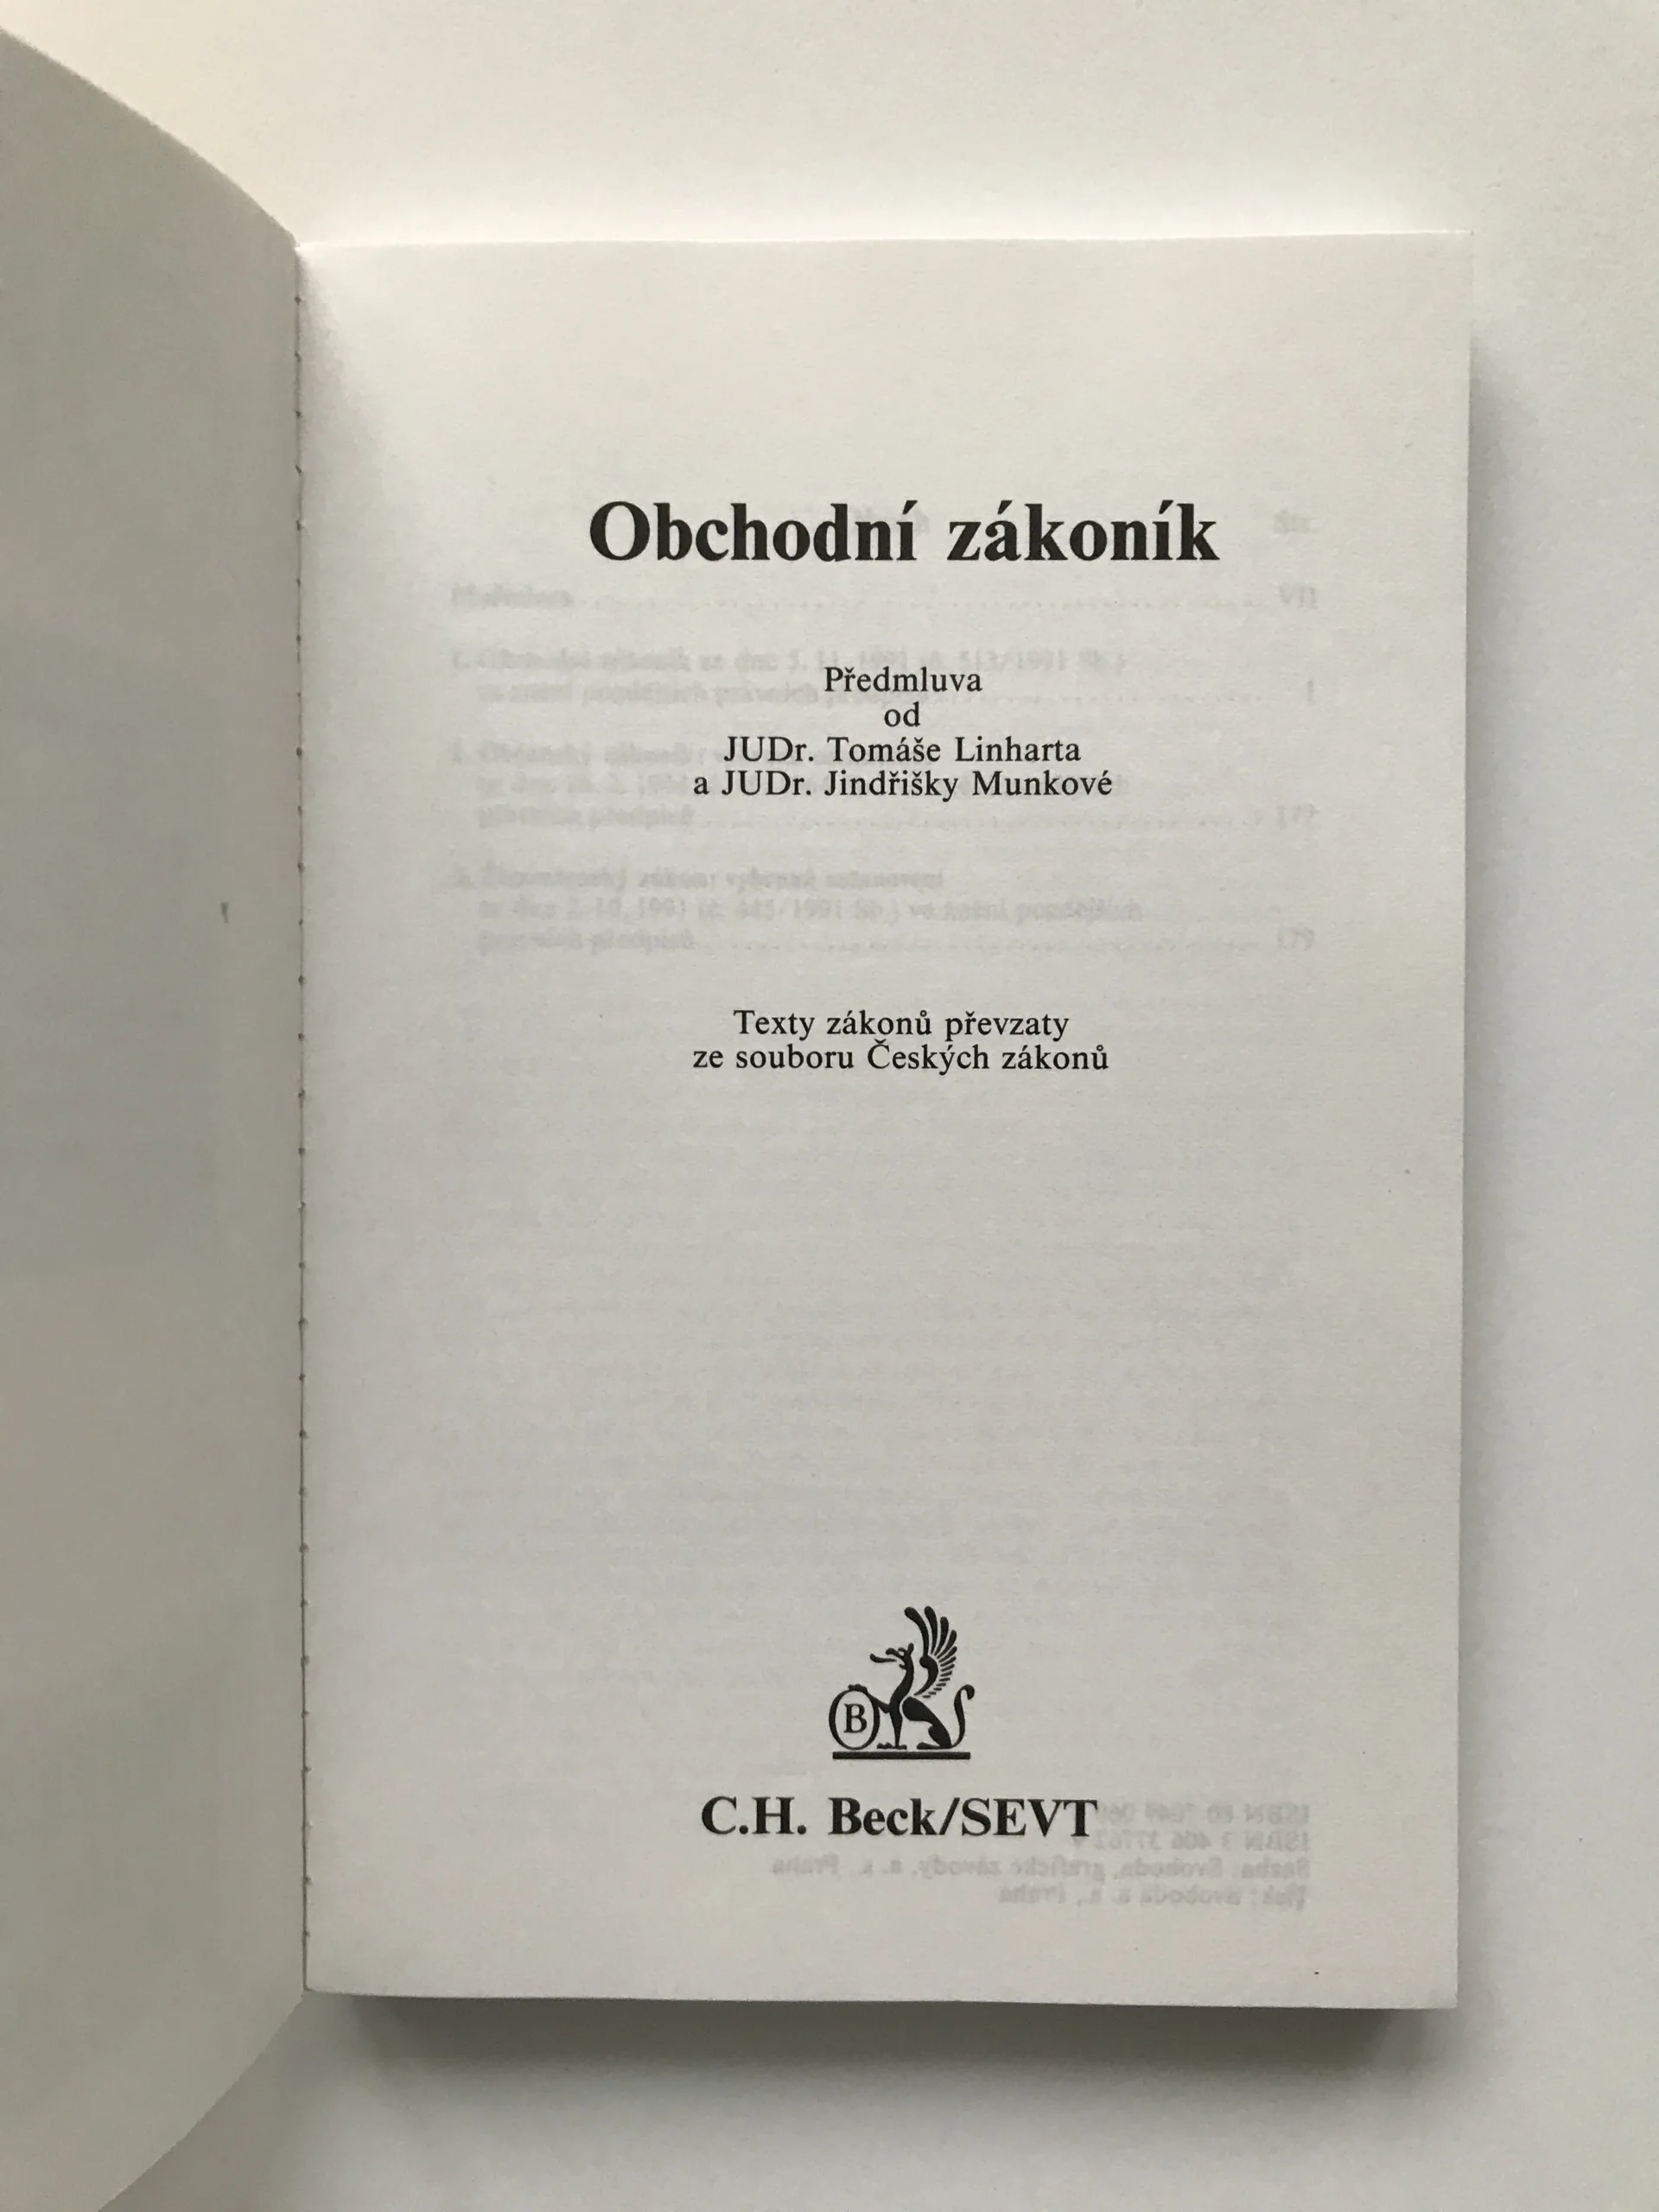 Obchodní zákoník
Předmluva
od
JUDr. Tomáše Linharta
a JUDr. Jindřišky Munkové
Texty zákonů převzaty
ze souboru Českých zákonů
B
C.H. Beck/SEVT